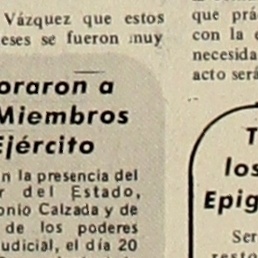 Vázquez que estos
eses se fueron muy
oraron a
Miembros
Ejército
n la presencia del
r del Estado,
onio Calzada y de
de los poderes
udicial, el día 20
que prá
con la e
necesida
acto será
T
los
Epig
Ser
resto